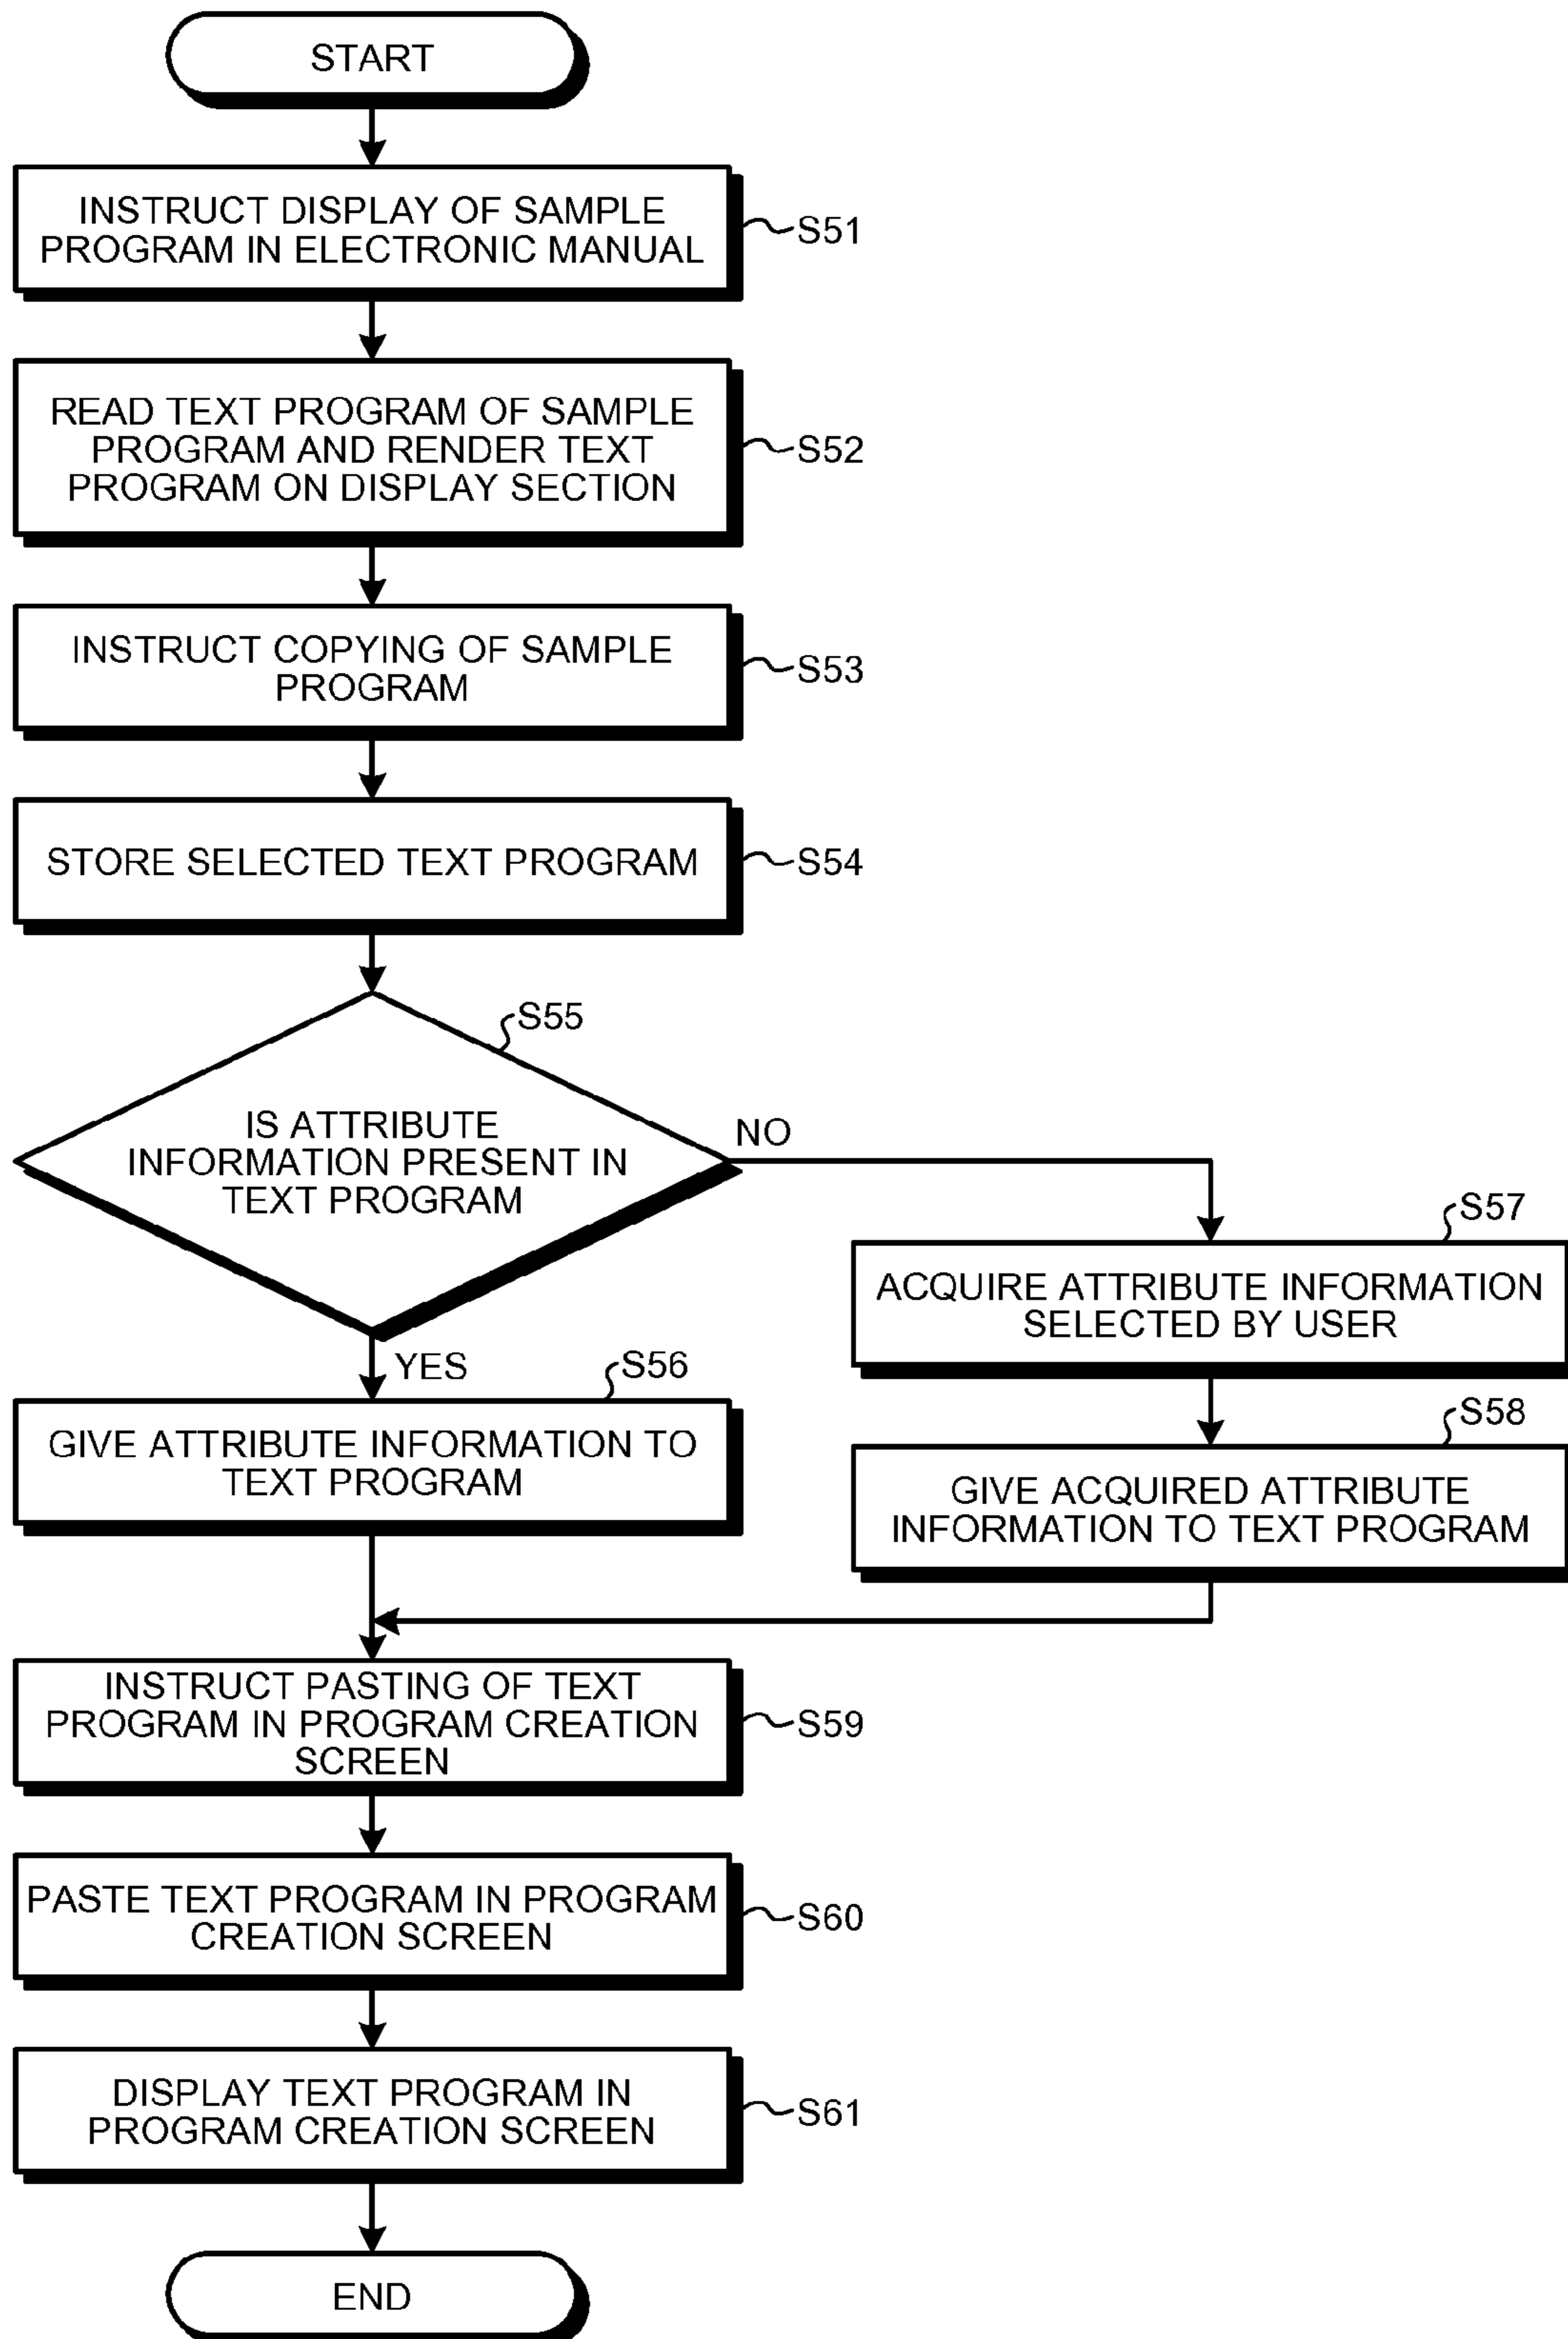 START
INSTRUCT DISPLAY OF SAMPLE
PROGRAM IN ELECTRONIC MANUAL
S51
READ TEXT PROGRAM OF SAMPLE
PROGRAM AND RENDER TEXT
PROGRAM ON DISPLAY SECTION
S52
INSTRUCT COPYING OF SAMPLE
PROGRAM
S53
STORE SELECTED TEXT PROGRAM
S54
S55
IS ATTRIBUTE
INFORMATION PRESENT IN
TEXT PROGRAM
NO
YES
S56
GIVE ATTRIBUTE INFORMATION TO
TEXT PROGRAM
S57
ACQUIRE ATTRIBUTE INFORMATION
SELECTED BY USER
S58
GIVE ACQUIRED ATTRIBUTE
INFORMATION TO TEXT PROGRAM
INSTRUCT PASTING OF TEXT
PROGRAM IN PROGRAM CREATION
SCREEN
S59
PASTE TEXT PROGRAM IN PROGRAM
CREATION SCREEN
S60
DISPLAY TEXT PROGRAM IN
PROGRAM CREATION SCREEN
S61
END